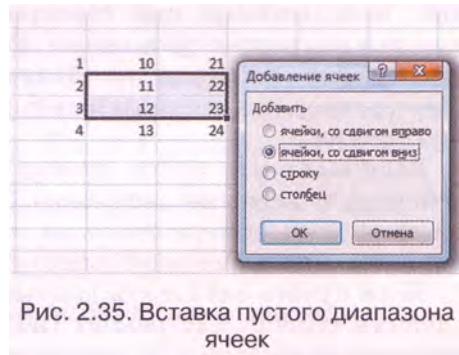 1 10 21
2 11 22
3 12 23
4 13 24
Добавление ячеек
Добавить
ячейки, со сдвигом вправо
ячейки, со сдвигом вниз
строку
столбец
ОК
Отмена
Рис. 2.35. Вставка пустого диапазона
ячеек